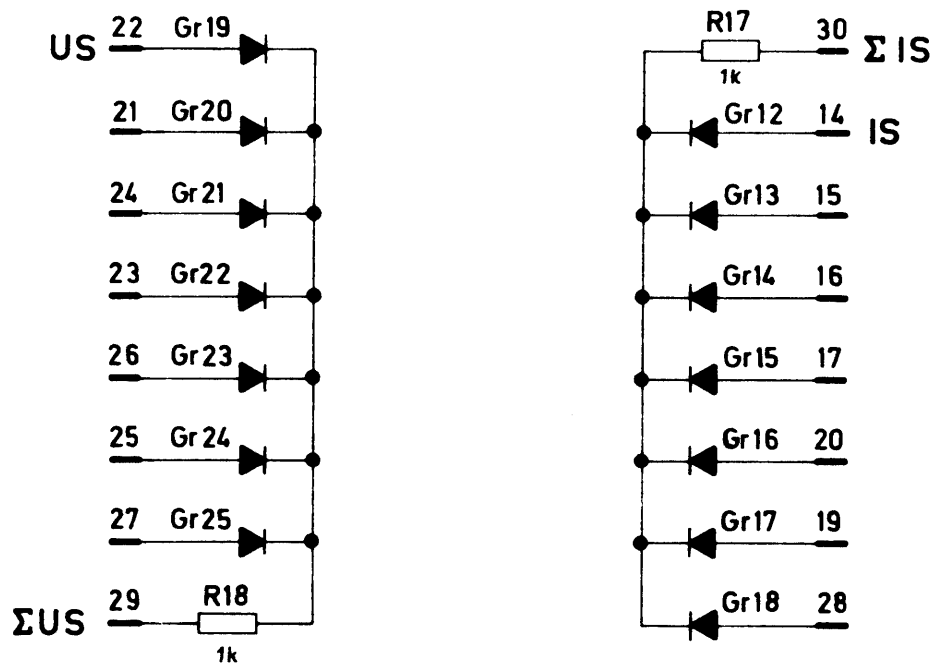 US 22 Gr19
21 Gr20
24 Gr21
23 Gr22
26 Gr23
25 Gr24
27 Gr25
ΣUS 29 R18
1k
R17 30 Σ IS
1k
Gr12 14 IS
Gr13 15
Gr14 16
Gr15 17
Gr16 20
Gr17 19
Gr18 28